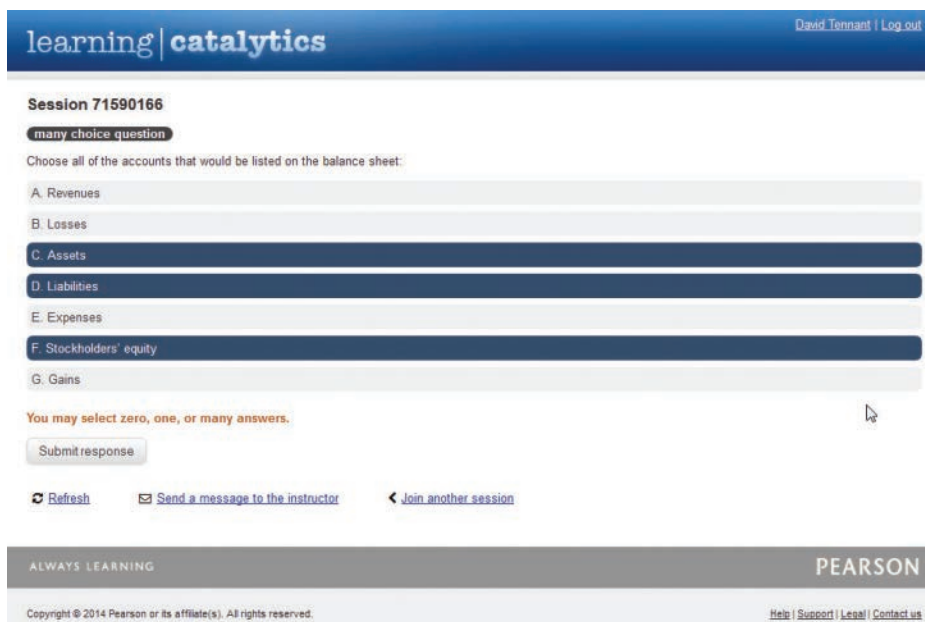 learning|catalytics
David Tennant | Log out
Session 71590166
many choice question
Choose all of the accounts that would be listed on the balance sheet:
A. Revenues
B. Losses
C. Assets
D. Liabilities
E. Expenses
F. Stockholders' equity
G. Gains
You may select zero, one, or many answers.
Submit response
Refresh Send a message to the instructor Join another session
ALWAYS LEARNING PEARSON
Copyright © 2014 Pearson or its affiliate(s). All rights reserved. Help | Support | Legal | Contact us